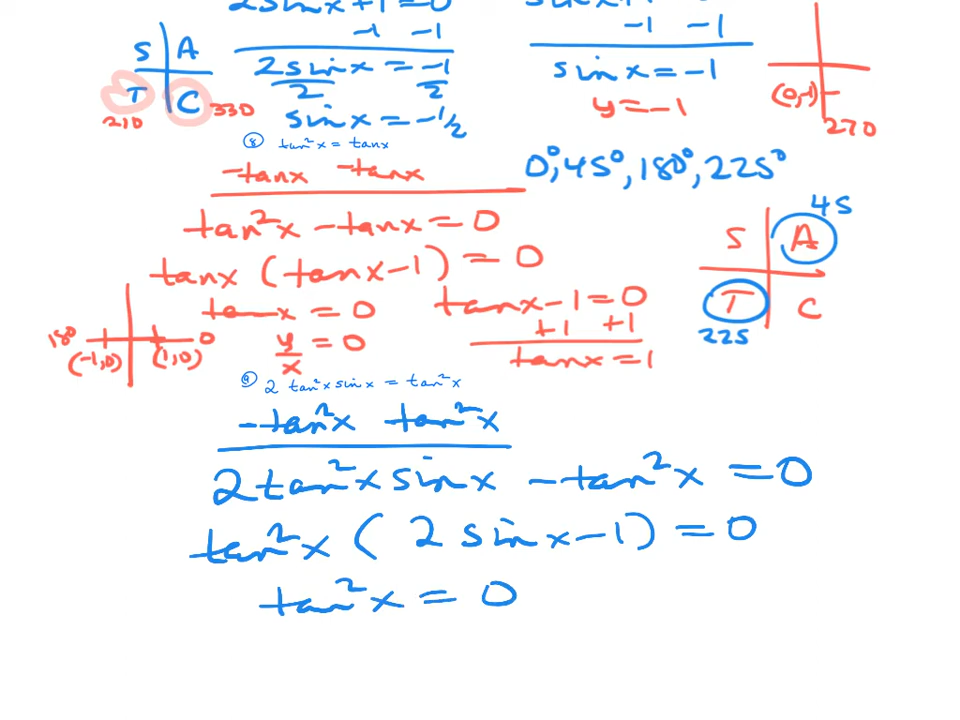 2sinx+1=0
-1 -1
2sinx = -1
2 2
sinx = -1/2
S A
T C
210 330
-1 -1
sinx = -1
y = -1
(0,-1)
270
⑧ tan²x = tanx
-tanx -tanx
0°, 45°, 180°, 225°
tan²x - tanx = 0
tanx (tanx - 1) = 0
tanx = 0
y/x = 0
180° 0
(-1,0) (1,0)
tanx - 1 = 0
+1 +1
tanx = 1
45
S A
T C
225
⑨ 2 tan²x sinx = tan²x
-tan²x tan²x
2tan²x sinx - tan²x = 0
tan²x (2 sinx - 1) = 0
tan²x = 0